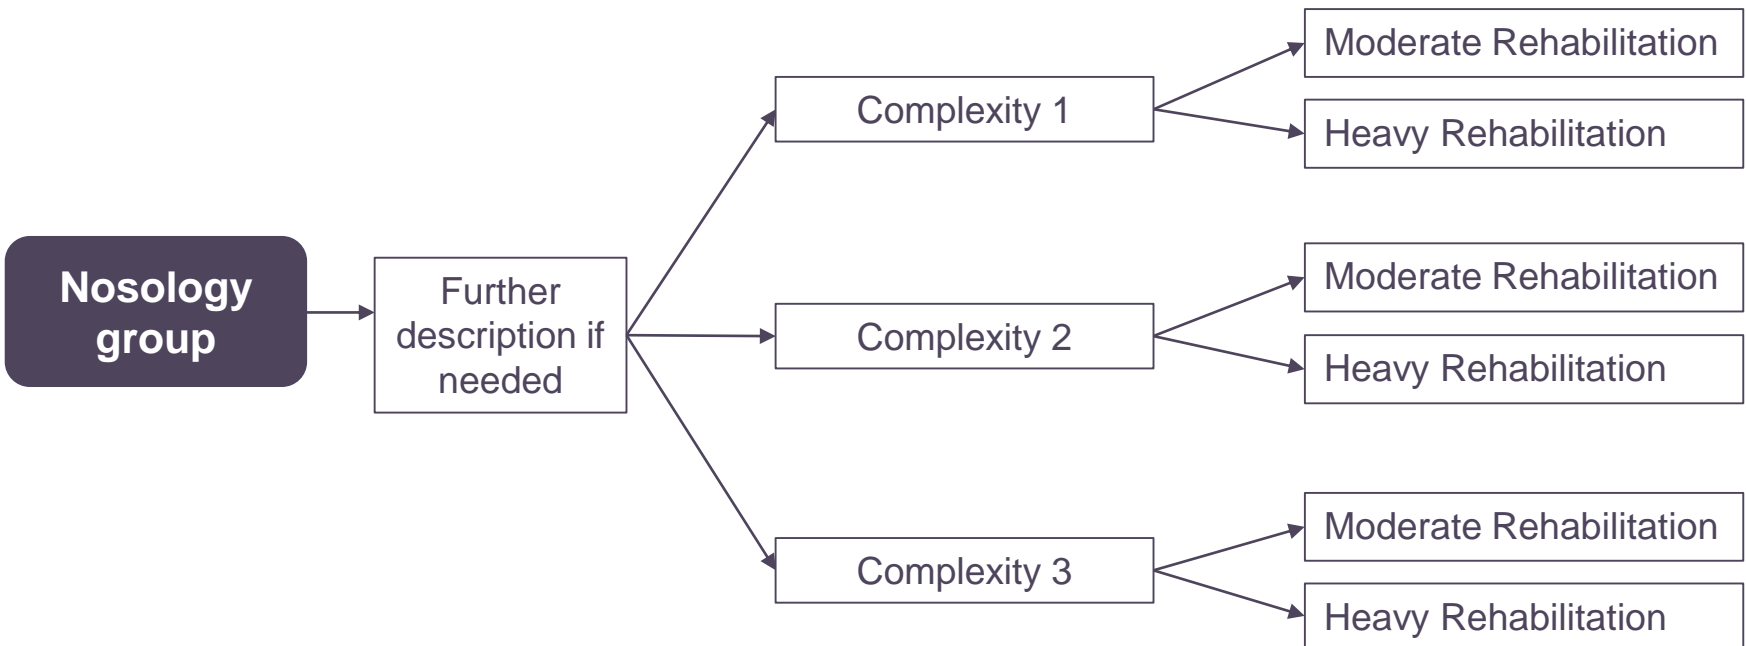 Nosology
group
Further
description if
needed
Complexity 1
Moderate Rehabilitation
Heavy Rehabilitation
Complexity 2
Moderate Rehabilitation
Heavy Rehabilitation
Complexity 3
Moderate Rehabilitation
Heavy Rehabilitation